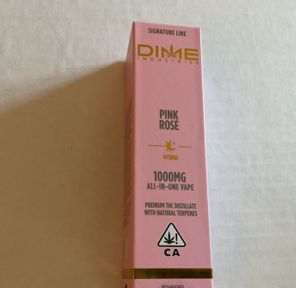 SIGNATURE LINE
DIME
INDUSTRIES
PINK
ROSÉ
HYBRID
1000MG
ALL-IN-ONE VAPE
PREMIUM THC DISTILLATE
WITH NATURAL TERPENES
!
CA